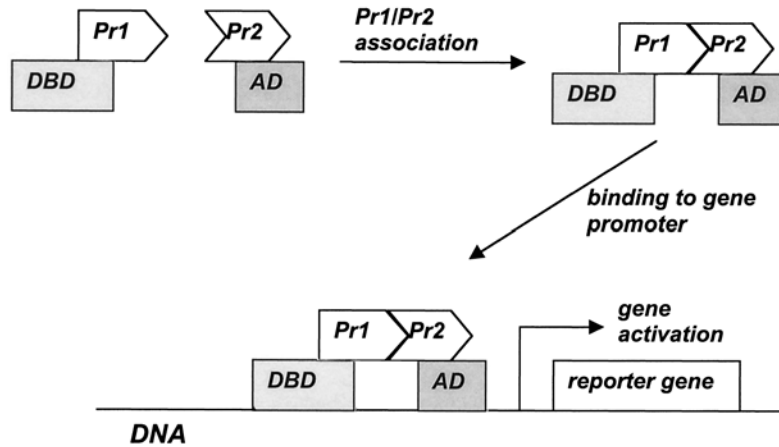 Pr1
Pr2
DBD
AD
Pr1/Pr2
association
Pr1
Pr2
DBD
AD
binding to gene
promoter
Pr1
Pr2
DBD
AD
gene
activation
reporter gene
DNA